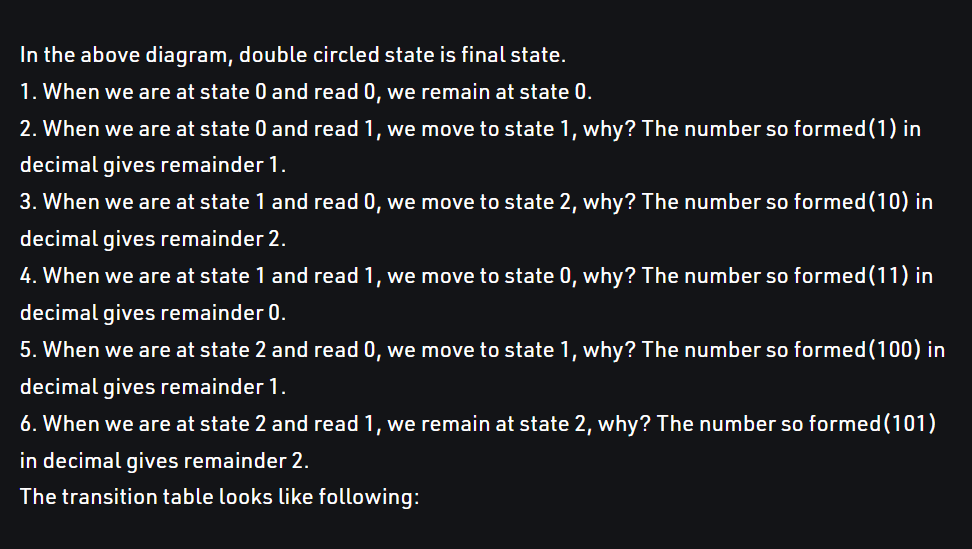 In the above diagram, double circled state is final state.
1. When we are at state 0 and read 0, we remain at state 0.
2. When we are at state 0 and read 1, we move to state 1, why? The number so formed(1) in
decimal gives remainder 1.
3. When we are at state 1 and read 0, we move to state 2, why? The number so formed(10) in
decimal gives remainder 2.
4. When we are at state 1 and read 1, we move to state 0, why? The number so formed(11) in
decimal gives remainder 0.
5. When we are at state 2 and read 0, we move to state 1, why? The number so formed(100) in
decimal gives remainder 1.
6. When we are at state 2 and read 1, we remain at state 2, why? The number so formed(101)
in decimal gives remainder 2.
The transition table looks like following: